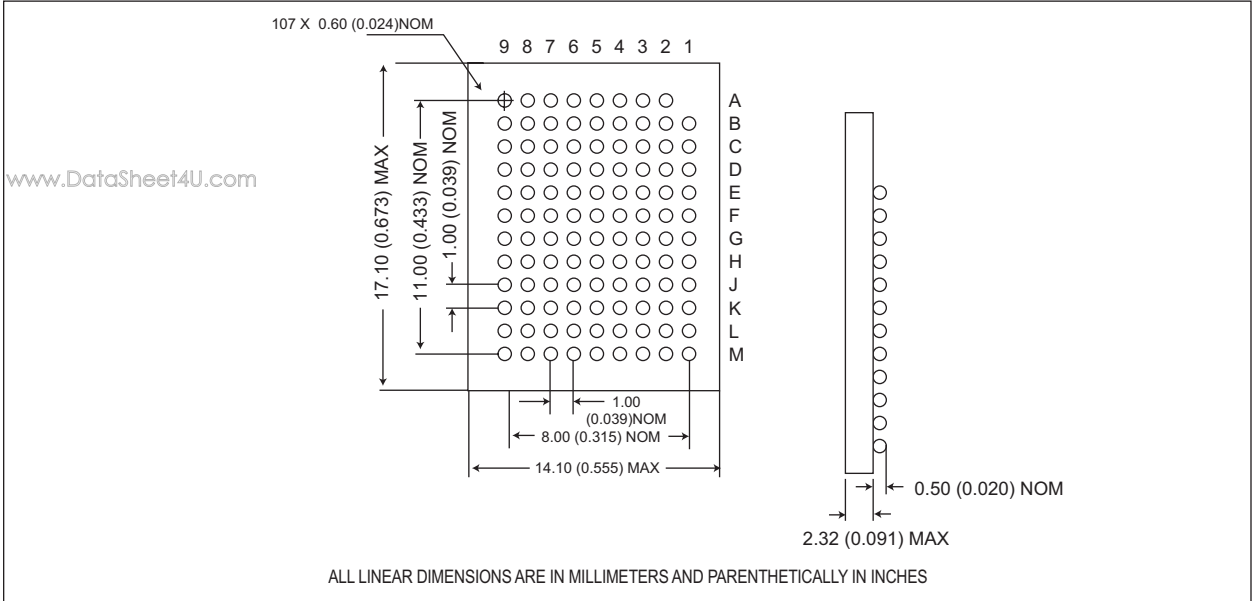 107 X 0.60 (0.024)NOM
9 8 7 6 5 4 3 2 1
A
B
C
D
E
F
G
H
J
K
L
M
www.DataSheet4U.com
17.10 (0.673) MAX
11.00 (0.433) NOM
1.00 (0.039) NOM
1.00
(0.039)NOM
8.00 (0.315) NOM
14.10 (0.555) MAX
0.50 (0.020) NOM
2.32 (0.091) MAX
ALL LINEAR DIMENSIONS ARE IN MILLIMETERS AND PARENTHETICALLY IN INCHES